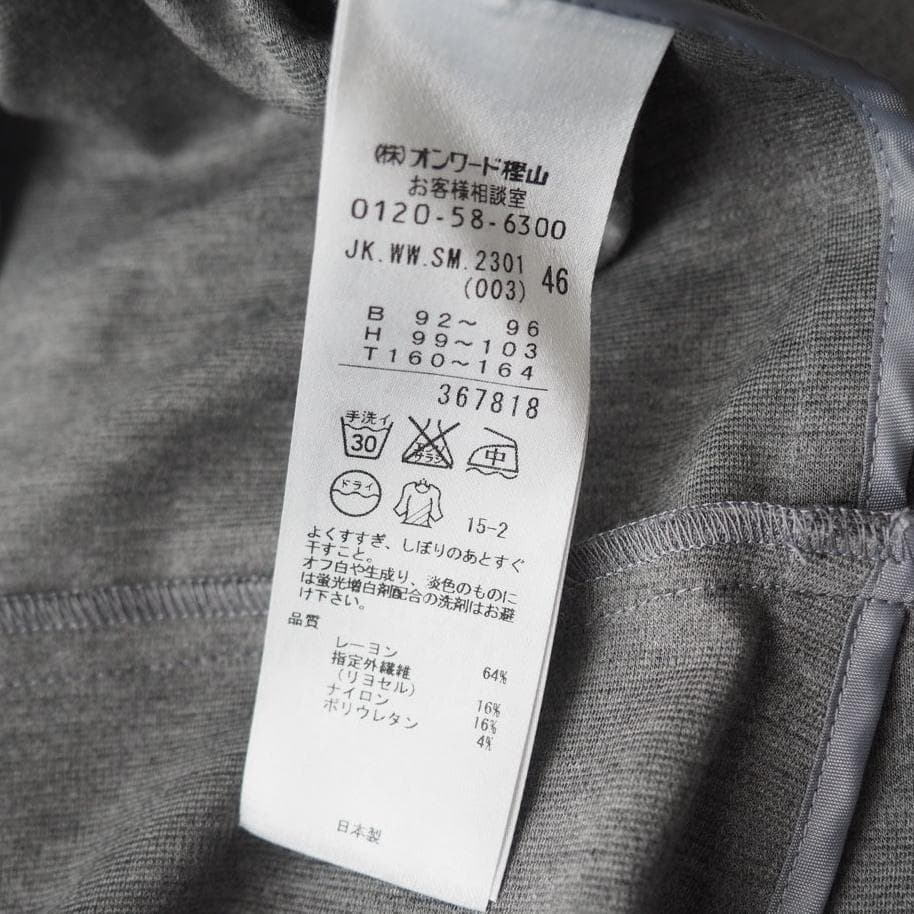 (株)オンワード樫山
お客様相談室
0120-58-6300
JK.WW.SM.2301 46
(003)
B 92～ 96
H 99～103
T160～164
367818
手洗イ
30
エンソ
サラシ
中
ドライ
15-2
よくすすぎ、しぼりのあとすぐ
干すこと。
オフ白や生成り、淡色のものに
は蛍光増白剤配合の洗剤はお避
け下さい。
品質
レーヨン 64%
指定外繊維
(リヨセル) 16%
ナイロン 16%
ポリウレタン 4%
日本製